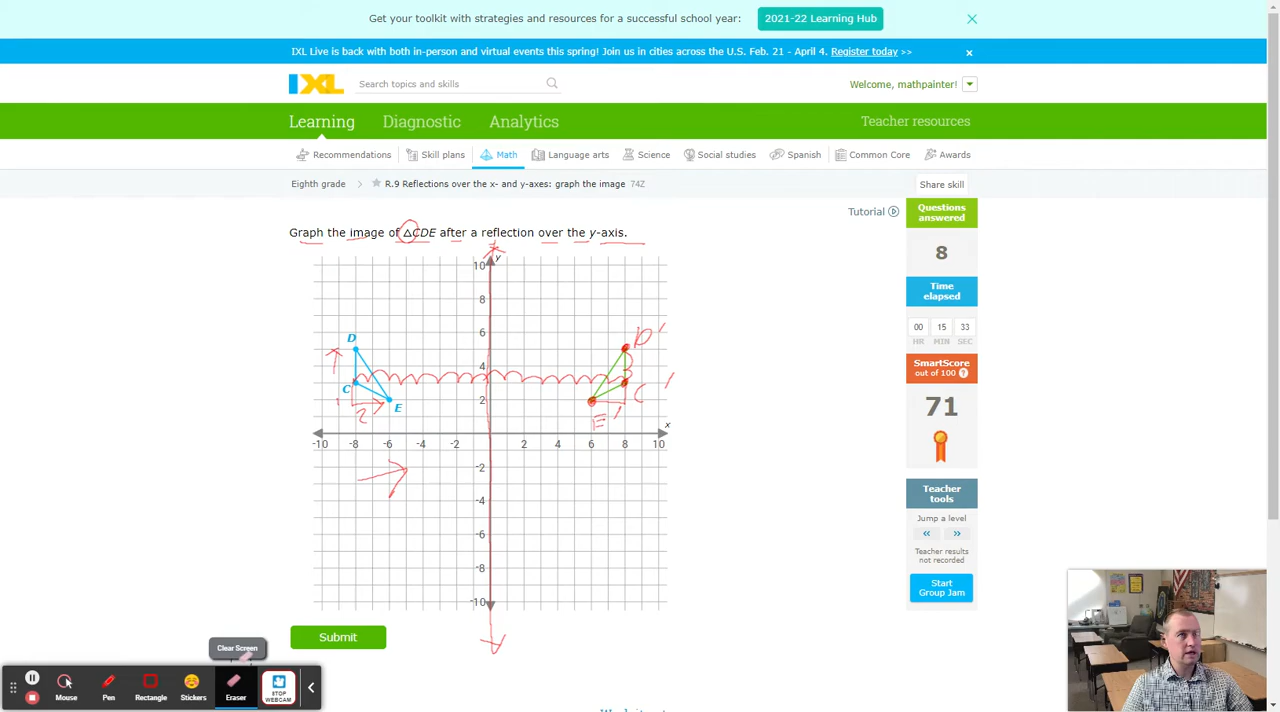 Get your toolkit with strategies and resources for a successful school year: 2021-22 Learning Hub
IXL Live is back with both in-person and virtual events this spring! Join us in cities across the U.S. Feb. 21 - April 4. Register today >>
IXL Search topics and skills Welcome, mathpainter!
Learning Diagnostic Analytics Teacher resources
Recommendations Skill plans Math Language arts Science Social studies Spanish Common Core Awards
Eighth grade > R.9 Reflections over the x- and y-axes: graph the image 74Z Share skill
Tutorial
Graph the image of △CDE after a reflection over the y-axis.
y
10
8
6
4
2
-2
-4
-6
-8
-10
-10 -8 -6 -4 -2 2 4 6 8 10
x
D
C
E
2
D'
C'
E'
Questions answered
8
Time elapsed
00 15 33
HR MIN SEC
SmartScore
out of 100 ?
71
Teacher tools
Jump a level
« »
Teacher results not recorded
Start Group Jam
Submit
Clear Screen
Mouse Pen Rectangle Stickers Eraser STOP WEBCAM